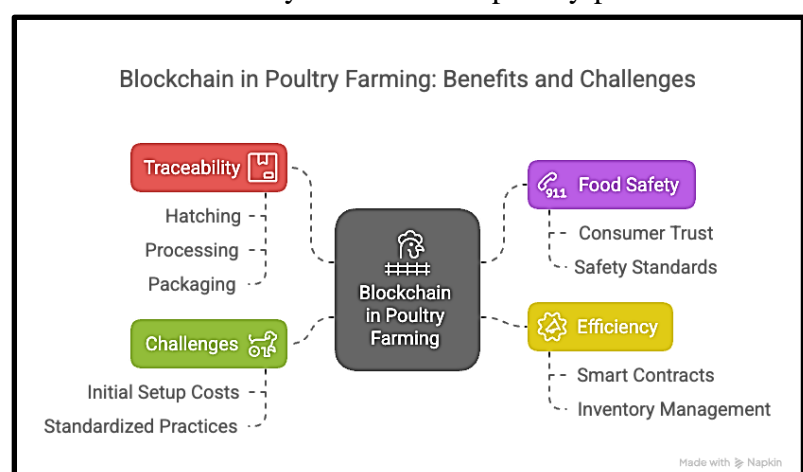 Blockchain in Poultry Farming: Benefits and Challenges
Traceability
Hatching
Processing
Packaging
Challenges
Initial Setup Costs
Standardized Practices
Blockchain
in Poultry
Farming
911
Food Safety
Consumer Trust
Safety Standards
Efficiency
Smart Contracts
Inventory Management
Made with Napkin